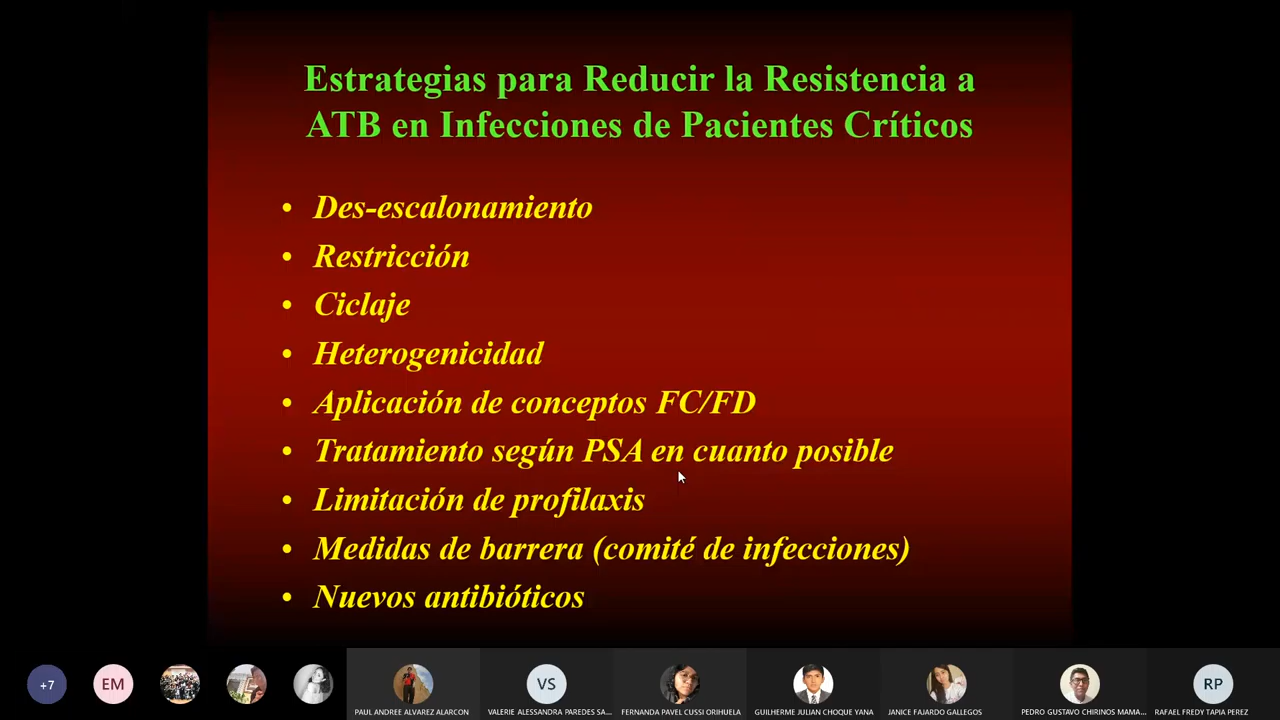 Estrategias para Reducir la Resistencia a
ATB en Infecciones de Pacientes Críticos
• Des-escalonamiento
• Restricción
• Ciclaje
• Heterogenicidad
• Aplicación de conceptos FC/FD
• Tratamiento según PSA en cuanto posible
• Limitación de profilaxis
• Medidas de barrera (comité de infecciones)
• Nuevos antibióticos
+7
EM
VS
RP
PAUL ANDREE ALVAREZ ALARCON
VALERIE ALESSANDRA PAREDES SA...
FERNANDA PAVEL CUSSI ORIHUELA
GUILHERME JULIAN CHOQUE YANA
JANICE FAJARDO GALLEGOS
PEDRO GUSTAVO CHIRINOS MAMA...
RAFAEL FREDY TAPIA PEREZ